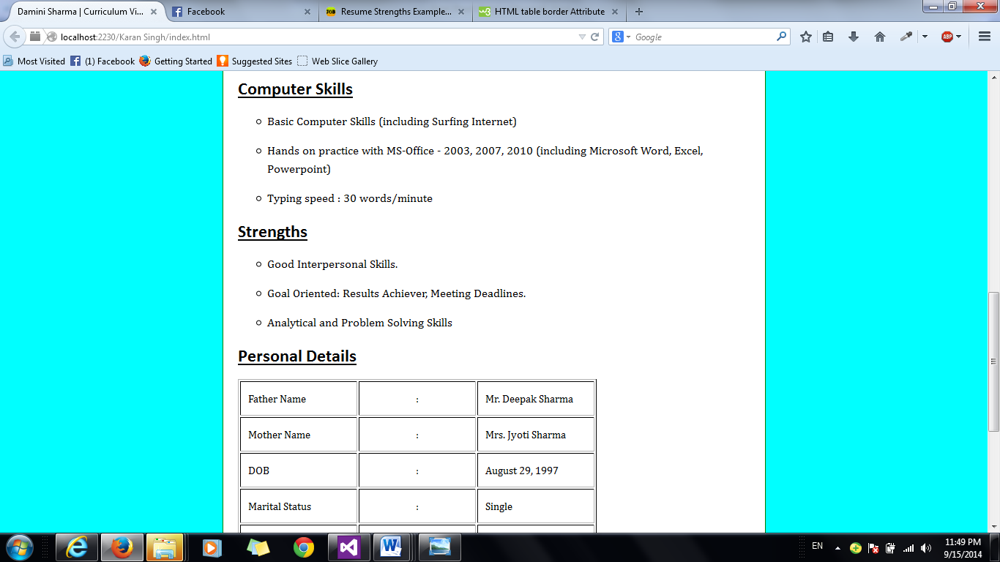 Damini Sharma | Curriculum Vi...
Facebook
JOB Resume Strengths Example...
w3 HTML table border Attribute
localhost:2230/Karan Singh/index.html
Google
ABP
Most Visited
(1) Facebook
Getting Started
Suggested Sites
Web Slice Gallery
Computer Skills
Basic Computer Skills (including Surfing Internet)
Hands on practice with MS-Office - 2003, 2007, 2010 (including Microsoft Word, Excel,
Powerpoint)
Typing speed : 30 words/minute
Strengths
Good Interpersonal Skills.
Goal Oriented: Results Achiever, Meeting Deadlines.
Analytical and Problem Solving Skills
Personal Details
Father Name : Mr. Deepak Sharma
Mother Name : Mrs. Jyoti Sharma
DOB : August 29, 1997
Marital Status : Single
EN
11:49 PM
9/15/2014